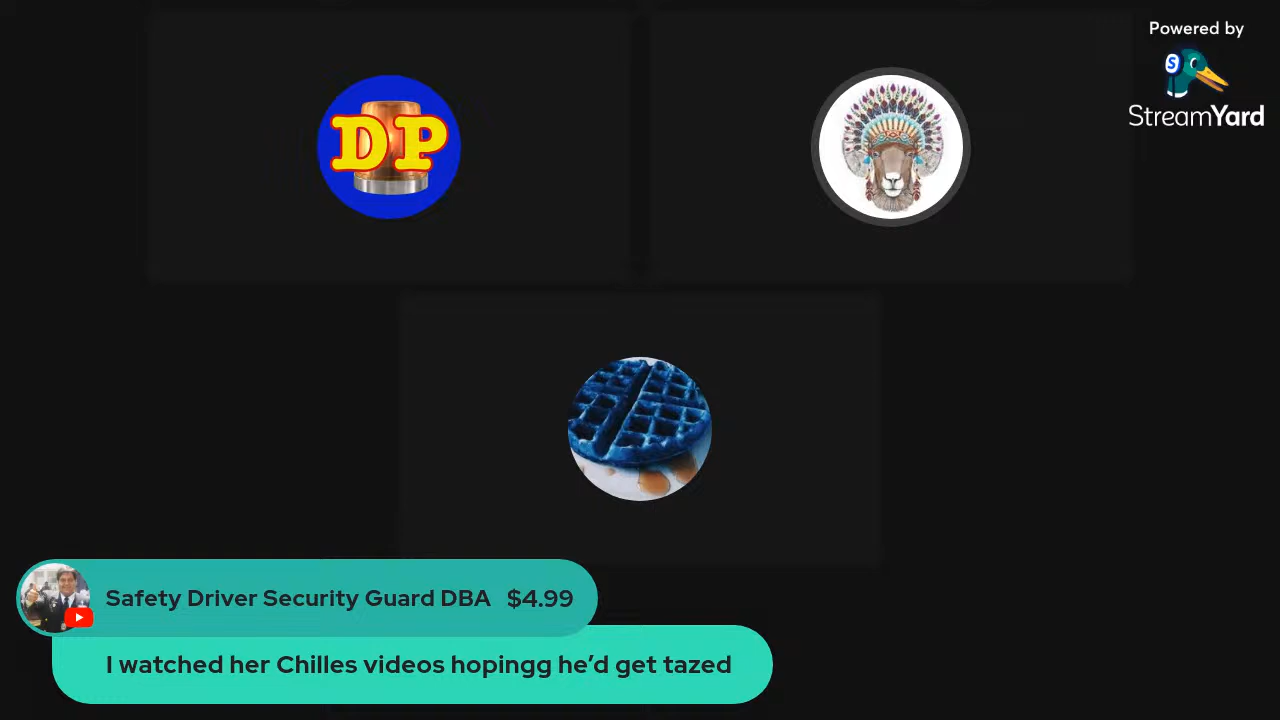 Powered by
StreamYard
S
DP
Safety Driver Security Guard DBA $4.99
I watched her Chilles videos hopingg he’d get tazed